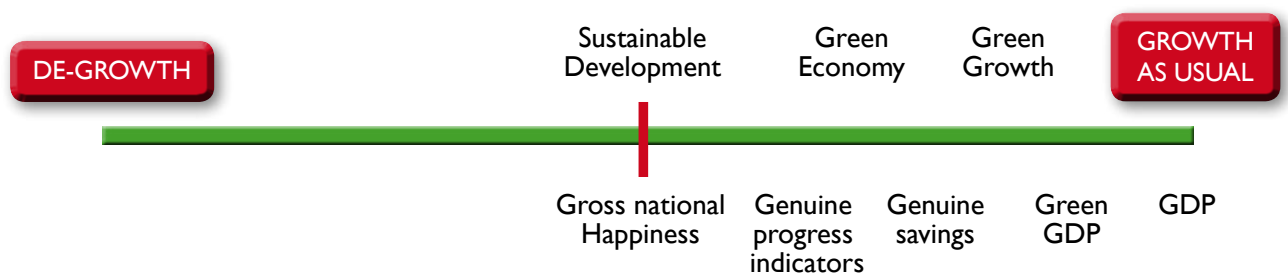 DE-GROWTH
Sustainable
Development
Green
Economy
Green
Growth
GROWTH
AS USUAL
Gross national
Happiness
Genuine
progress
indicators
Genuine
savings
Green
GDP
GDP